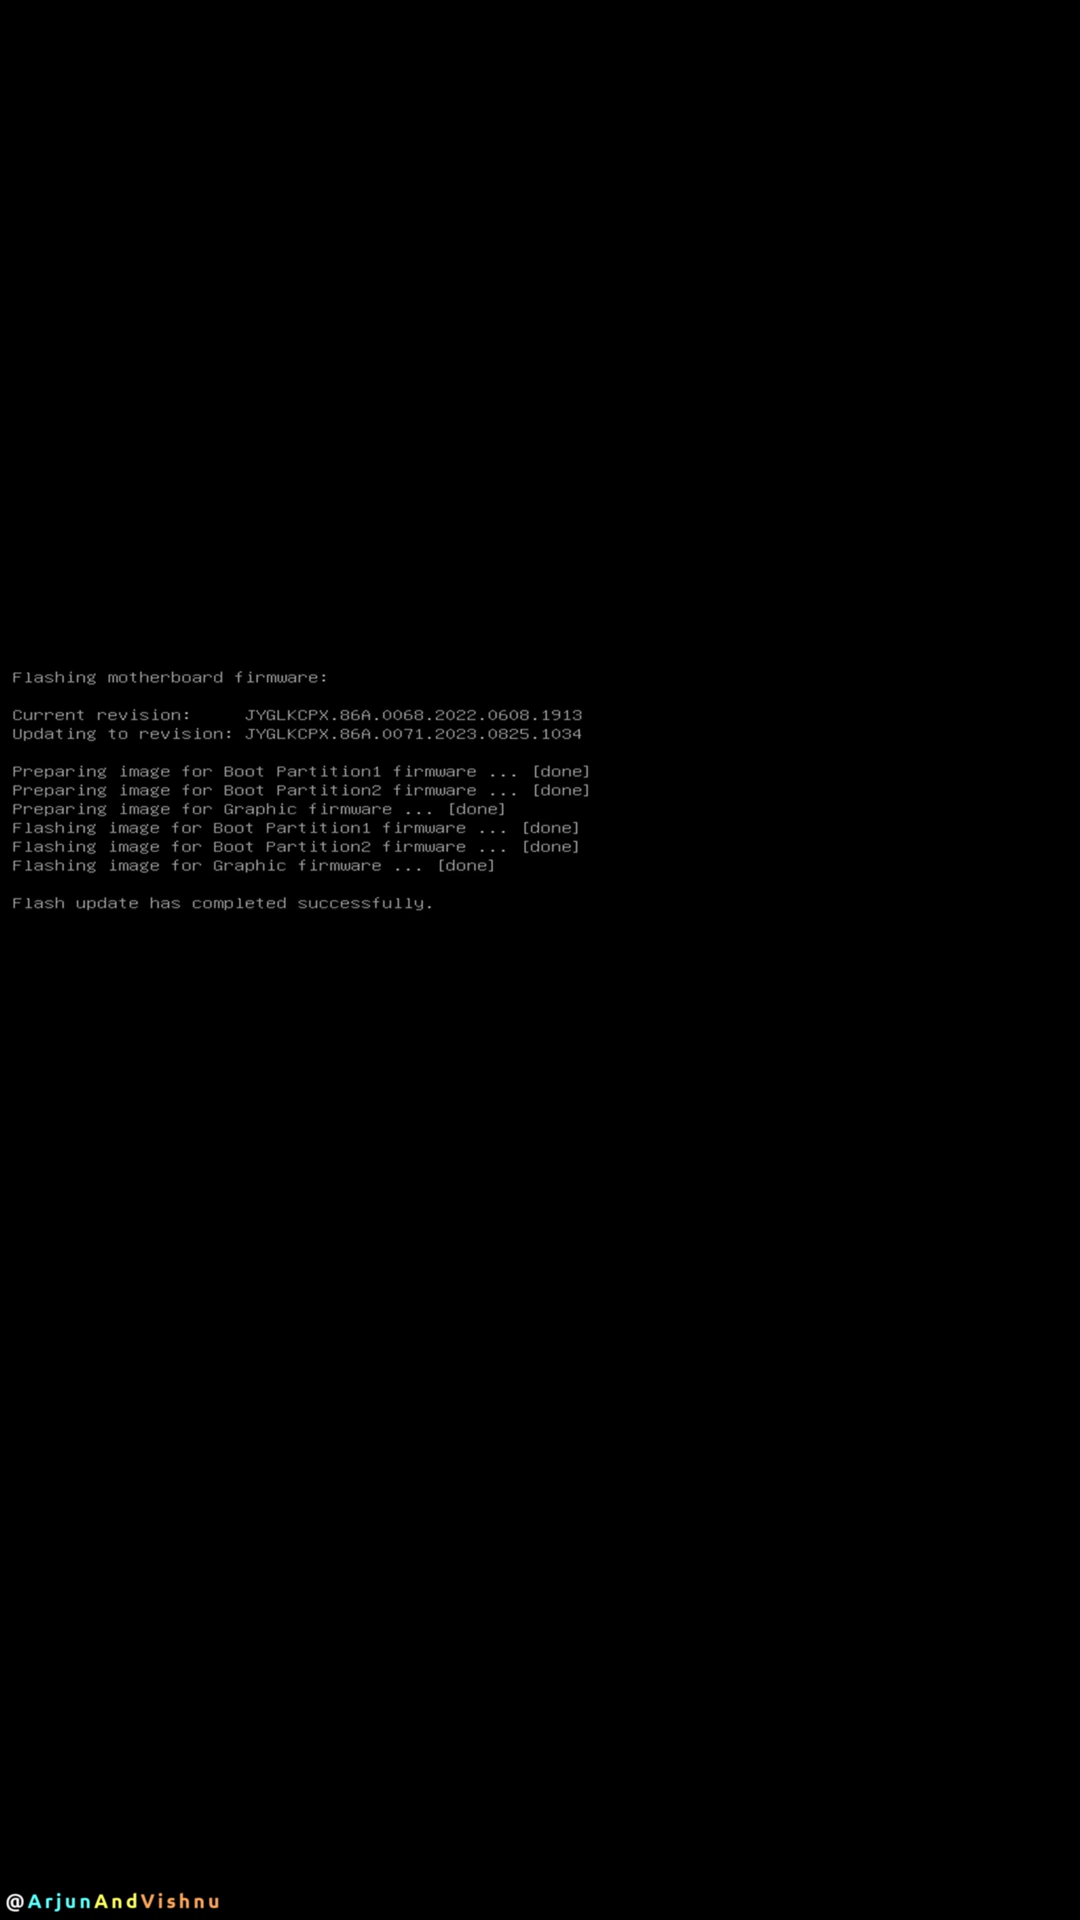 Flashing motherboard firmware:
Current revision: JYGLKCPX.86A.0068.2022.0608.1913
Updating to revision: JYGLKCPX.86A.0071.2023.0825.1034
Preparing image for Boot Partition1 firmware ... [done]
Preparing image for Boot Partition2 firmware ... [done]
Preparing image for Graphic firmware ... [done]
Flashing image for Boot Partition1 firmware ... [done]
Flashing image for Boot Partition2 firmware ... [done]
Flashing image for Graphic firmware ... [done]
Flash update has completed successfully.
@ArjunAndVishnu